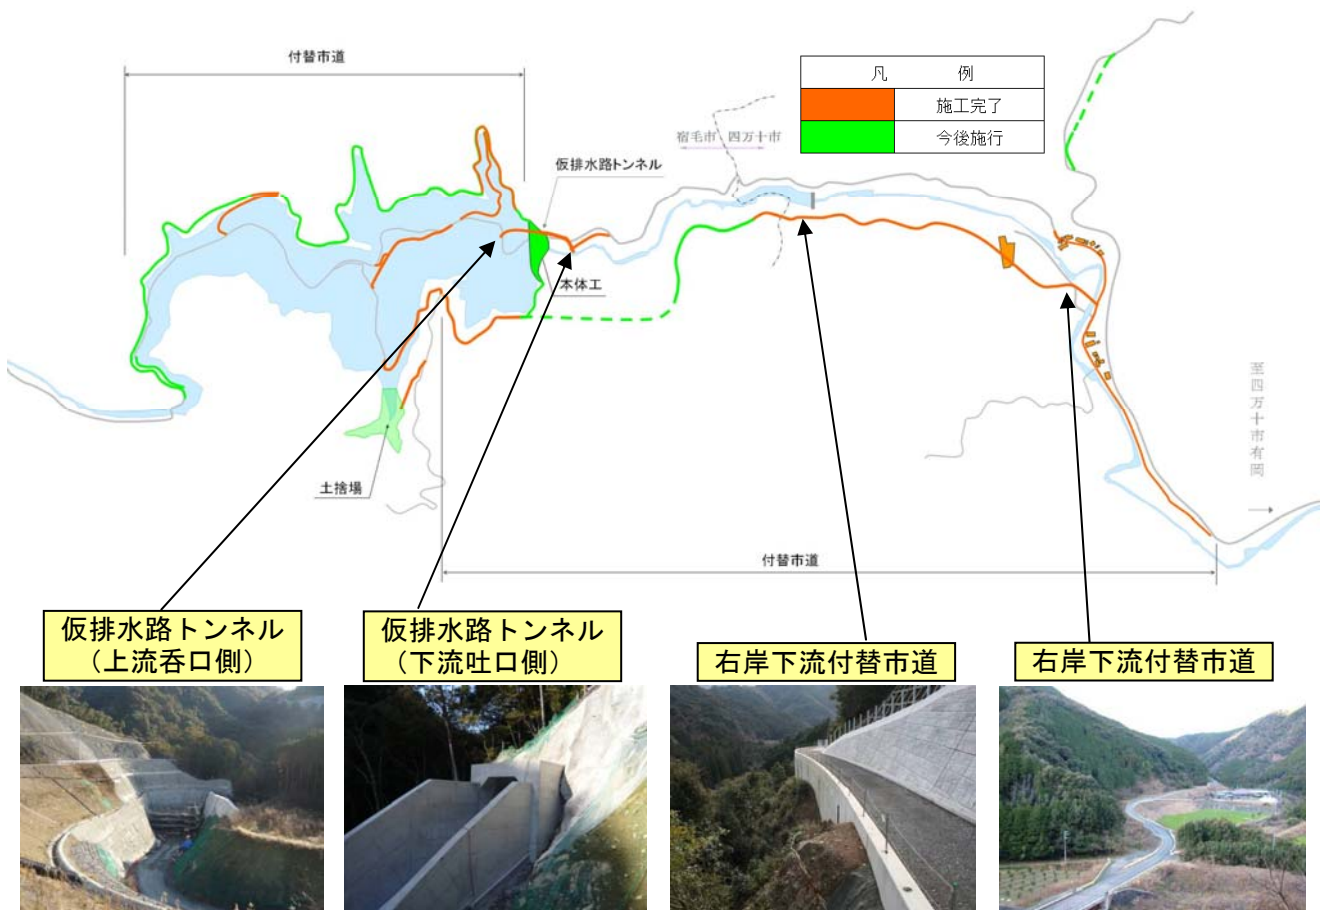 付替市道
凡 例
施工完了
今後施行
宿毛市 四万十市
仮排水路トンネル
本体工
土捨場
至四万十市有岡
付替市道
仮排水路トンネル
（上流呑口側）
仮排水路トンネル
（下流吐口側）
右岸下流付替市道
右岸下流付替市道